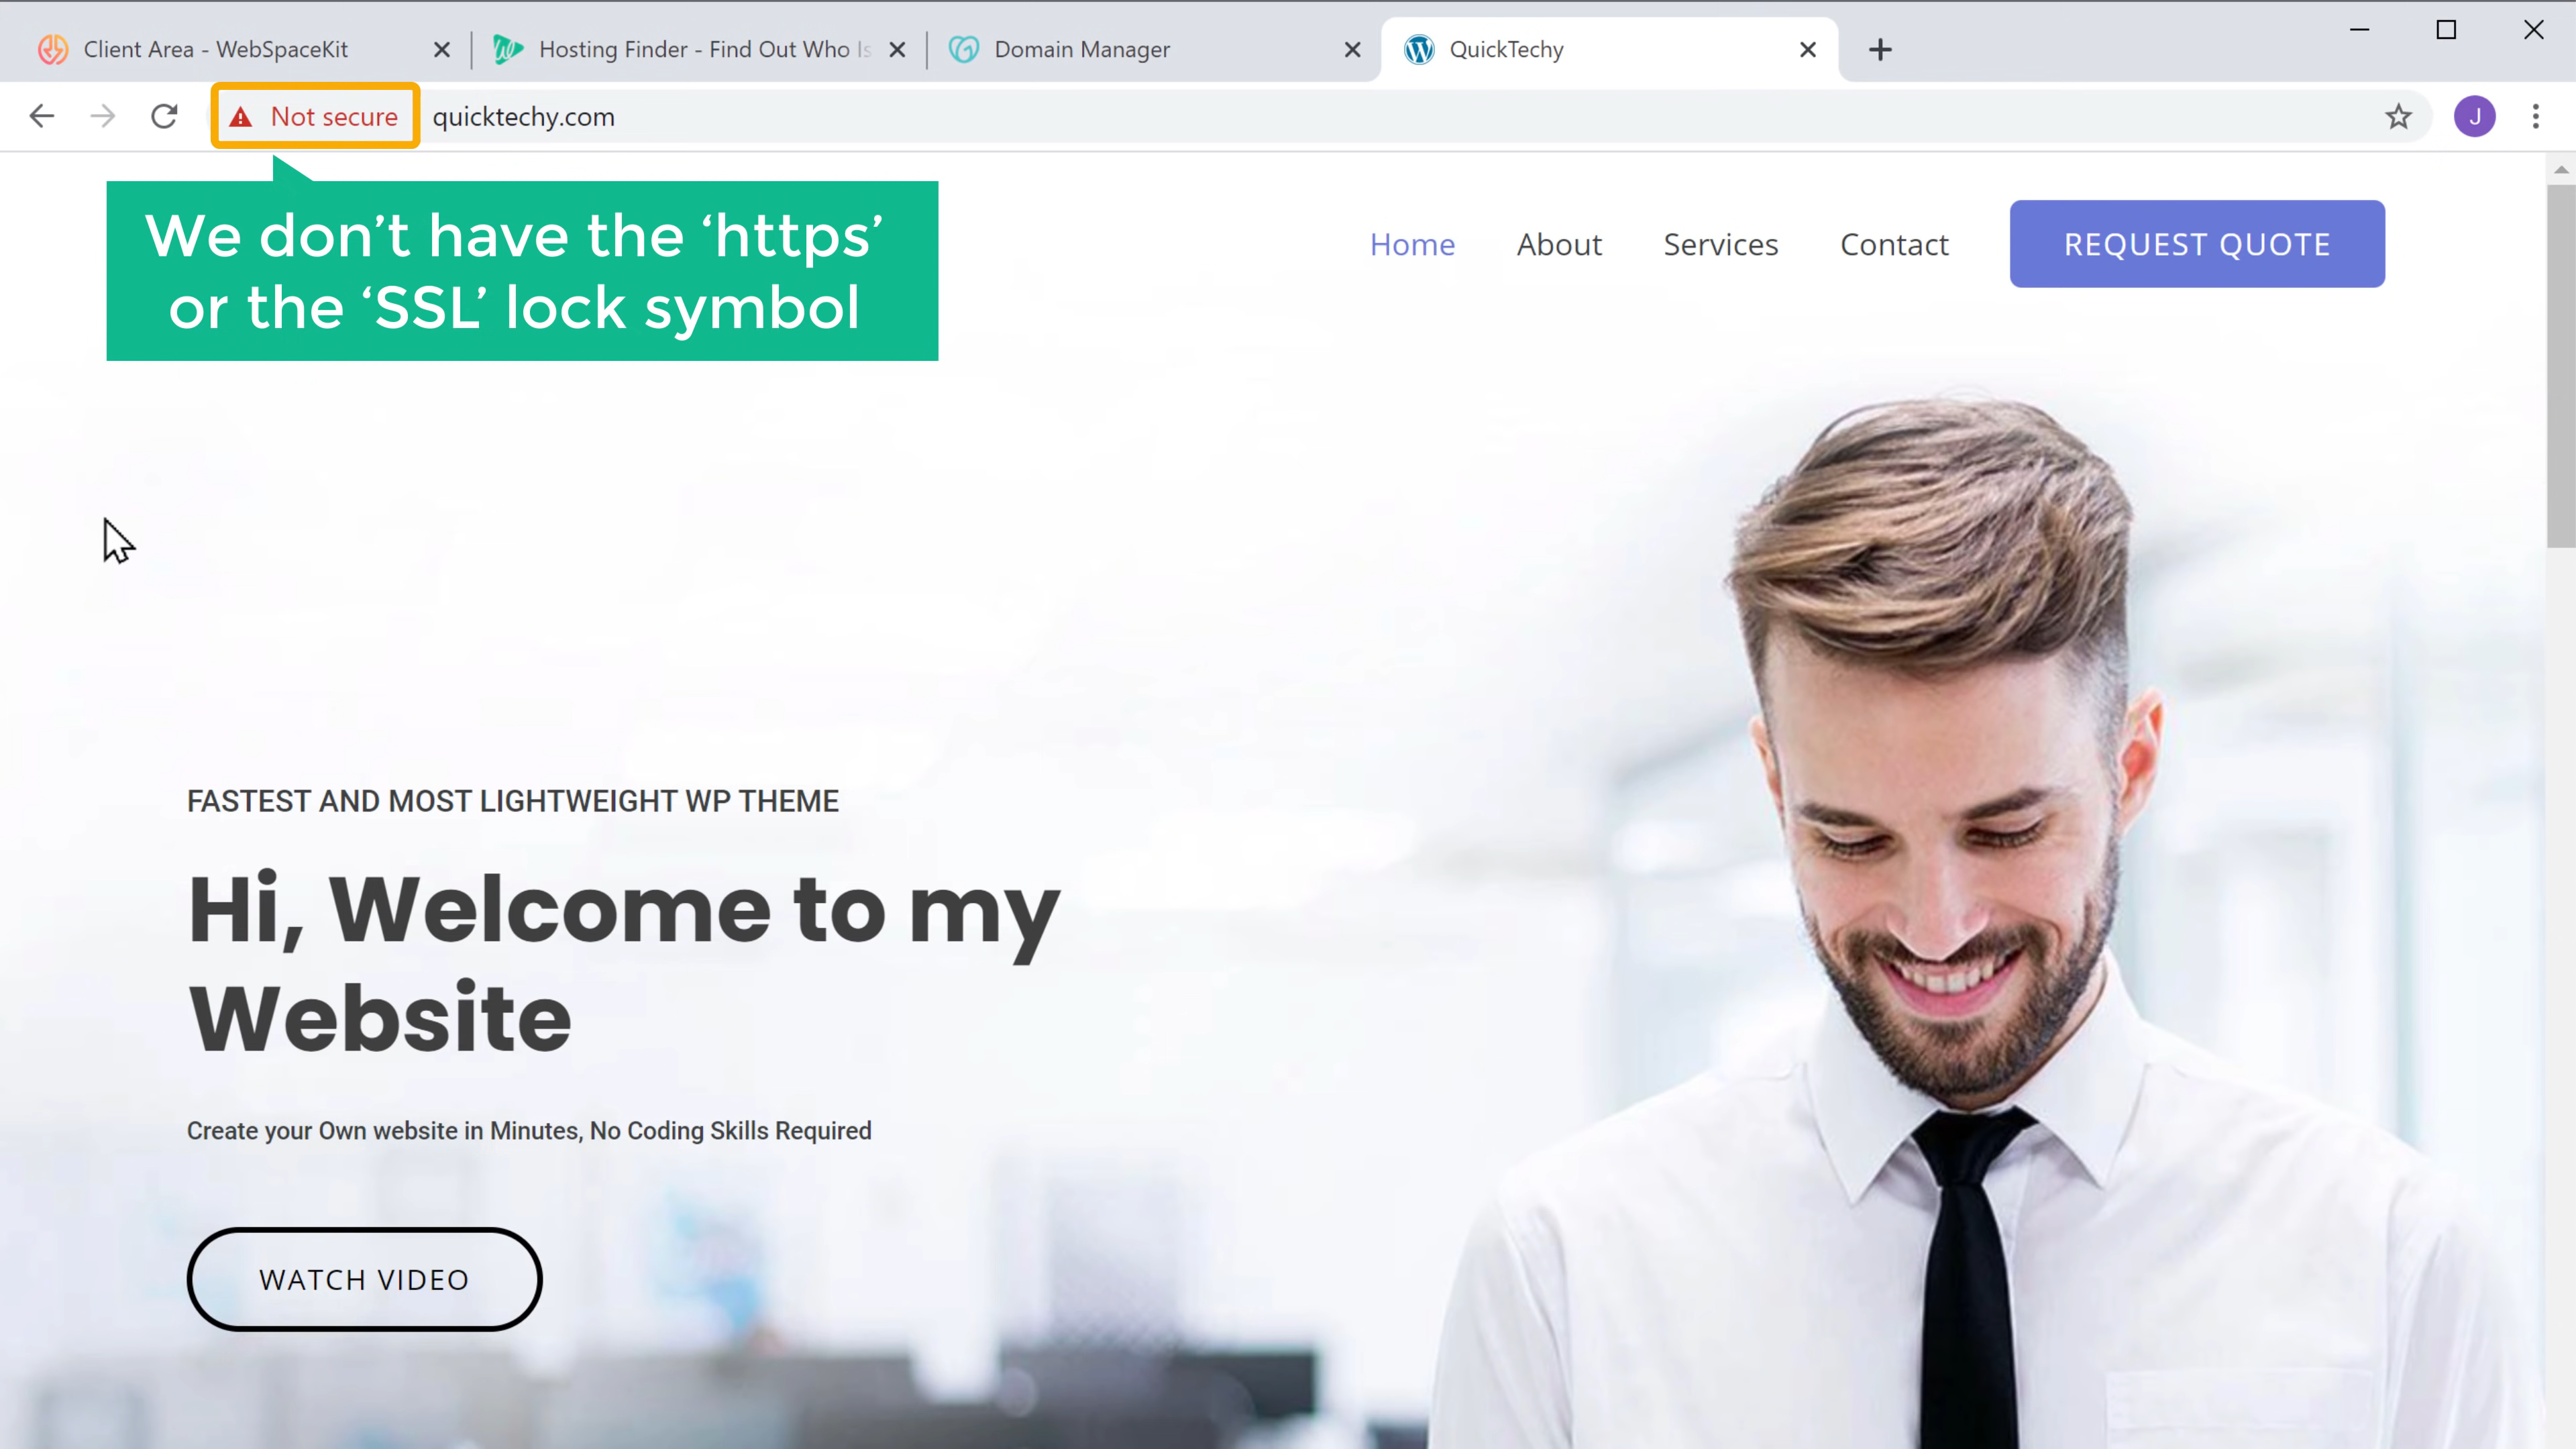 Client Area - WebSpaceKit
Hosting Finder - Find Out Who Is
Domain Manager
QuickTechy
Not secure
quicktechy.com
J
We don’t have the ‘https’
or the ‘SSL’ lock symbol
Home
About
Services
Contact
REQUEST QUOTE
FASTEST AND MOST LIGHTWEIGHT WP THEME
Hi, Welcome to my
Website
Create your Own website in Minutes, No Coding Skills Required
WATCH VIDEO